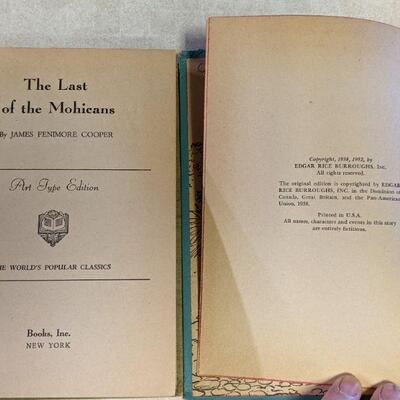 The Last
of the Mohicans
By JAMES FENIMORE COOPER
Art Type Edition
THE WORLD'S POPULAR CLASSICS
Books, Inc.
NEW YORK
Copyright, 1938, 1952, by
EDGAR RICE BURROUGHS, Inc.
All rights reserved.
The original edition is copyrighted by EDGAR
RICE BURROUGHS, INC. in the Dominion of
Canada, Great Britain, and the Pan-American
Union, 1938.
Printed in U.S.A.
All names, characters and events in this story
are entirely fictitious.